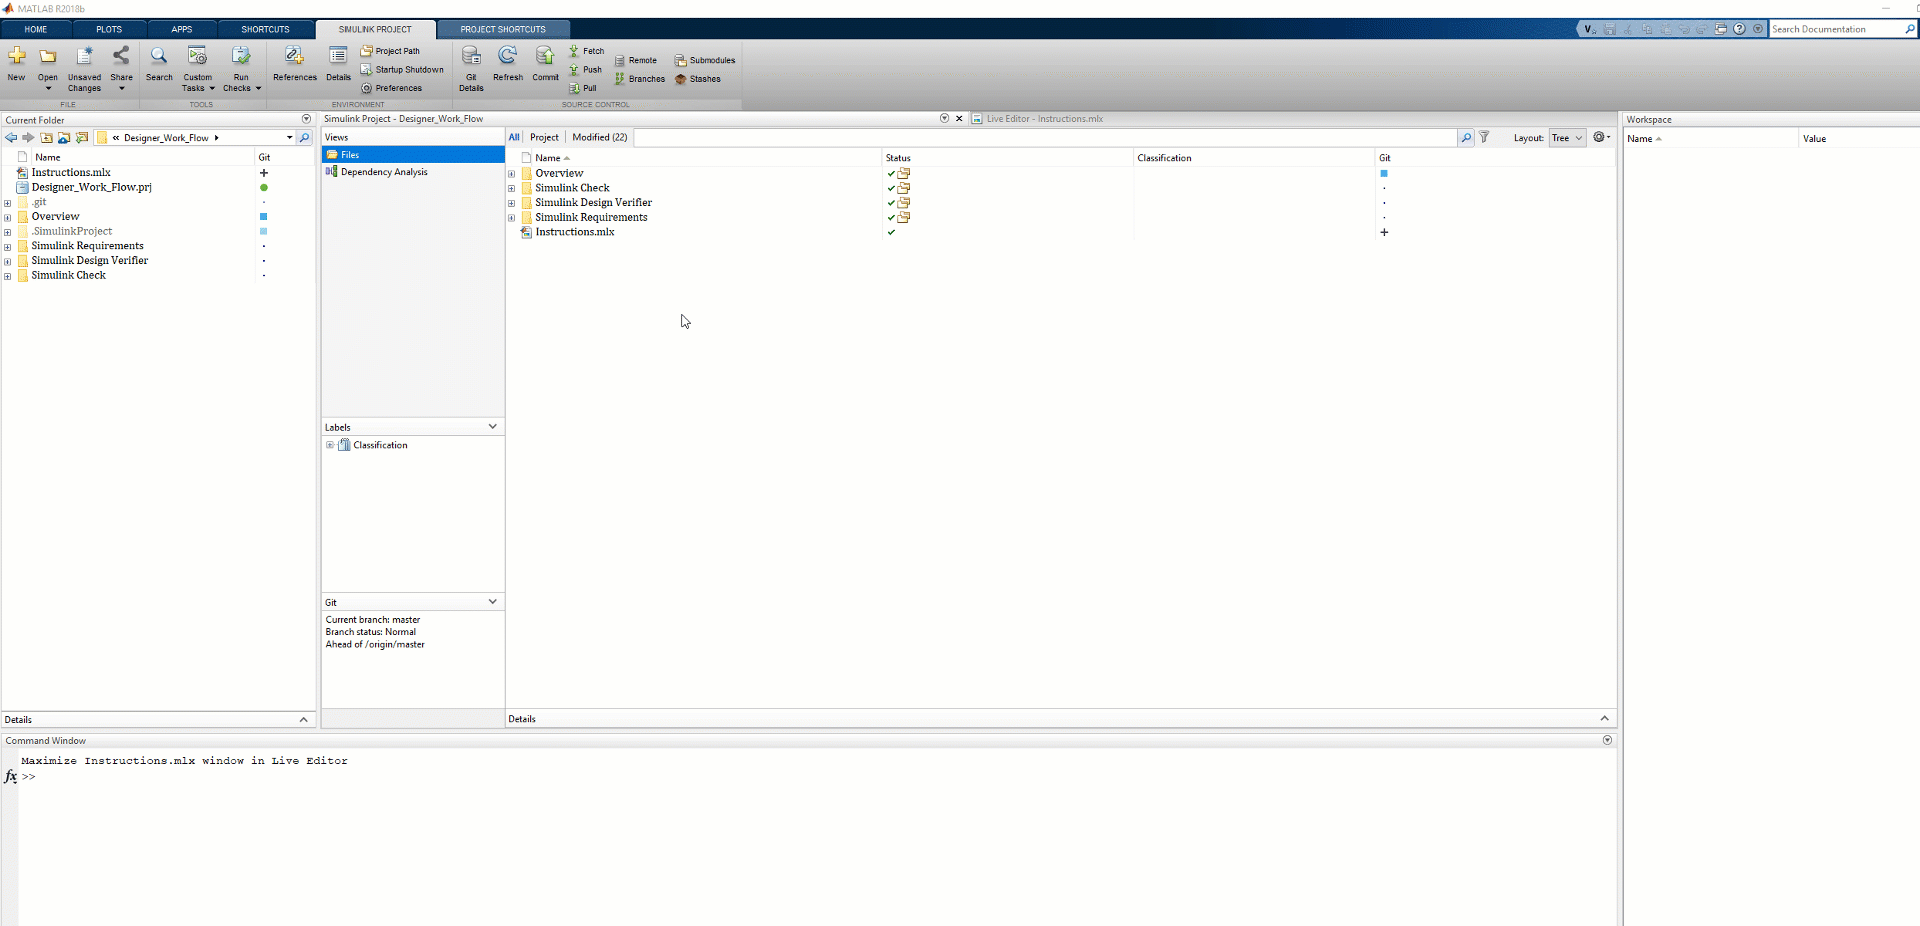 MATLAB R2018b
HOME PLOTS APPS SHORTCUTS SIMULINK PROJECT PROJECT SHORTCUTS
Search Documentation
New Open Unsaved Changes Share Search Custom Tasks Run Checks References Details
Project Path
Startup Shutdown
Preferences
Git Details Refresh Commit
Fetch
Push
Pull
Remote
Branches
Submodules
Stashes
FILE TOOLS ENVIRONMENT SOURCE CONTROL
Current Folder
« Designer_Work_Flow
Name Git
Instructions.mlx
Designer_Work_Flow.prj
.git
Overview
.SimulinkProject
Simulink Requirements
Simulink Design Verifier
Simulink Check
Details
Simulink Project - Designer_Work_Flow
Live Editor - Instructions.mlx
Views
Files
Dependency Analysis
Labels
Classification
Git
Current branch: master
Branch status: Normal
Ahead of /origin/master
All Project Modified (22)
Layout: Tree
Name Status Classification Git
Overview
Simulink Check
Simulink Design Verifier
Simulink Requirements
Instructions.mlx
Details
Workspace
Name Value
Command Window
Maximize Instructions.mlx window in Live Editor
fx >>